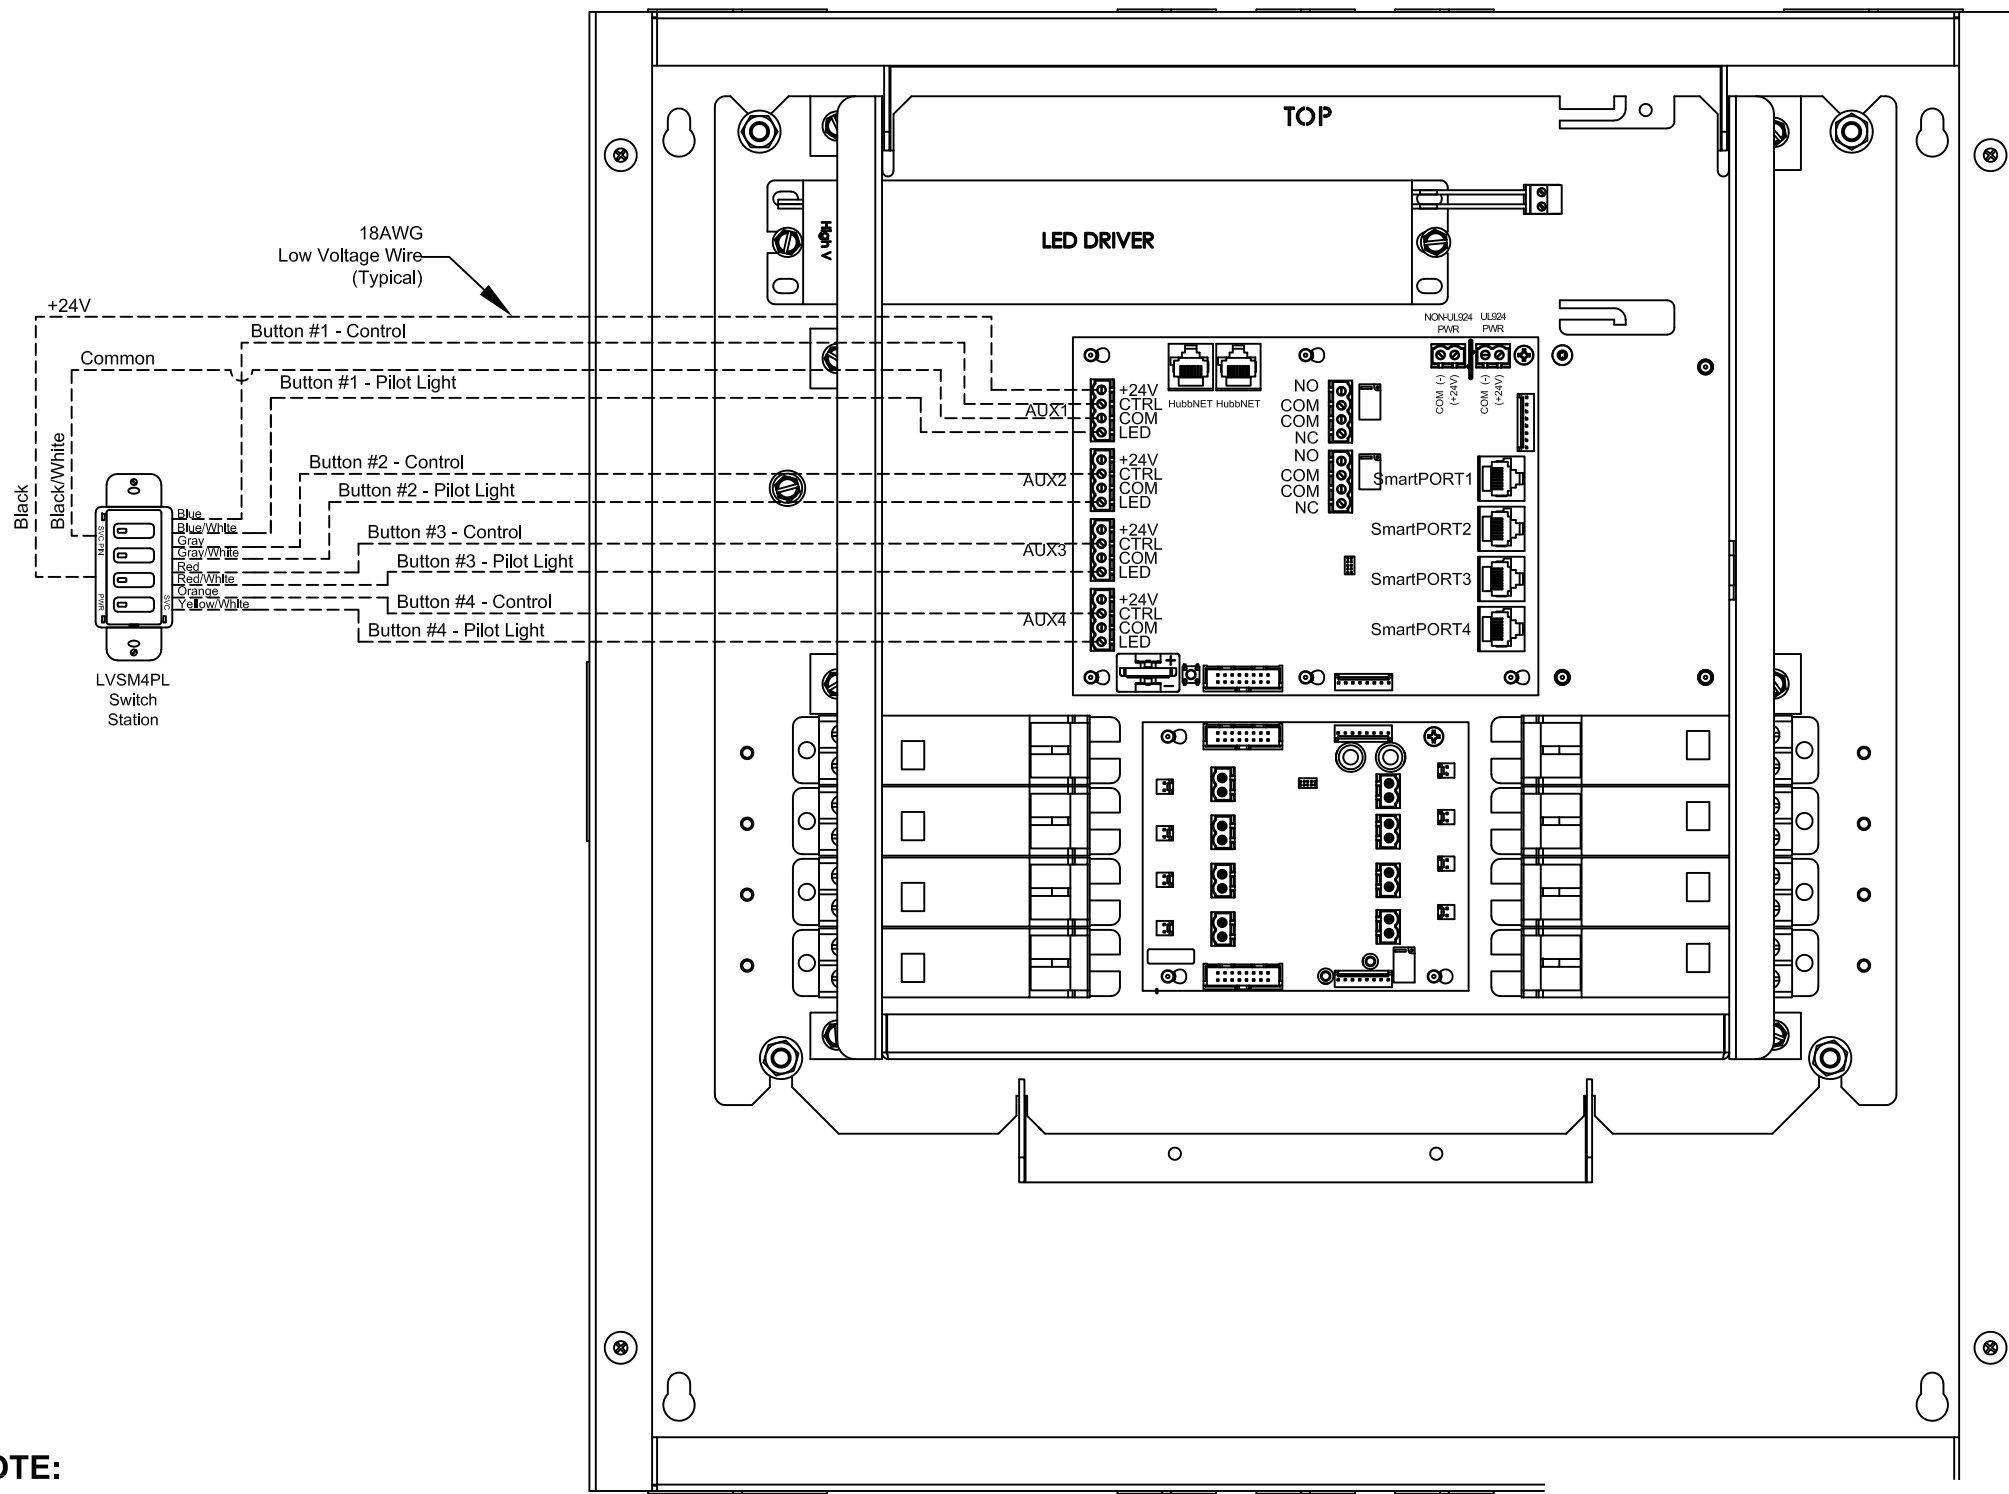 TOP
High V
LED DRIVER
18AWG
Low Voltage Wire
(Typical)
+24V
Button #1 - Control
Common
Button #1 - Pilot Light
Button #2 - Control
Button #2 - Pilot Light
Button #3 - Control
Button #3 - Pilot Light
Button #4 - Control
Button #4 - Pilot Light
Black
Black/White
SVC PIN
PWR
SVC
Blue
Blue/White
Gray
Gray/White
Red
Red/White
Orange
Yellow/White
LVSM4PL
Switch
Station
AUX1
+24V
CTRL
COM
LED
AUX2
+24V
CTRL
COM
LED
AUX3
+24V
CTRL
COM
LED
AUX4
+24V
CTRL
COM
LED
+
-
HubbNET HubbNET
NO
COM
COM
NC
NO
COM
COM
NC
NON-UL924
PWR
UL924
PWR
COM (-)
(+24V)
COM (-)
(+24V)
SmartPORT1
SmartPORT2
SmartPORT3
SmartPORT4
OTE: